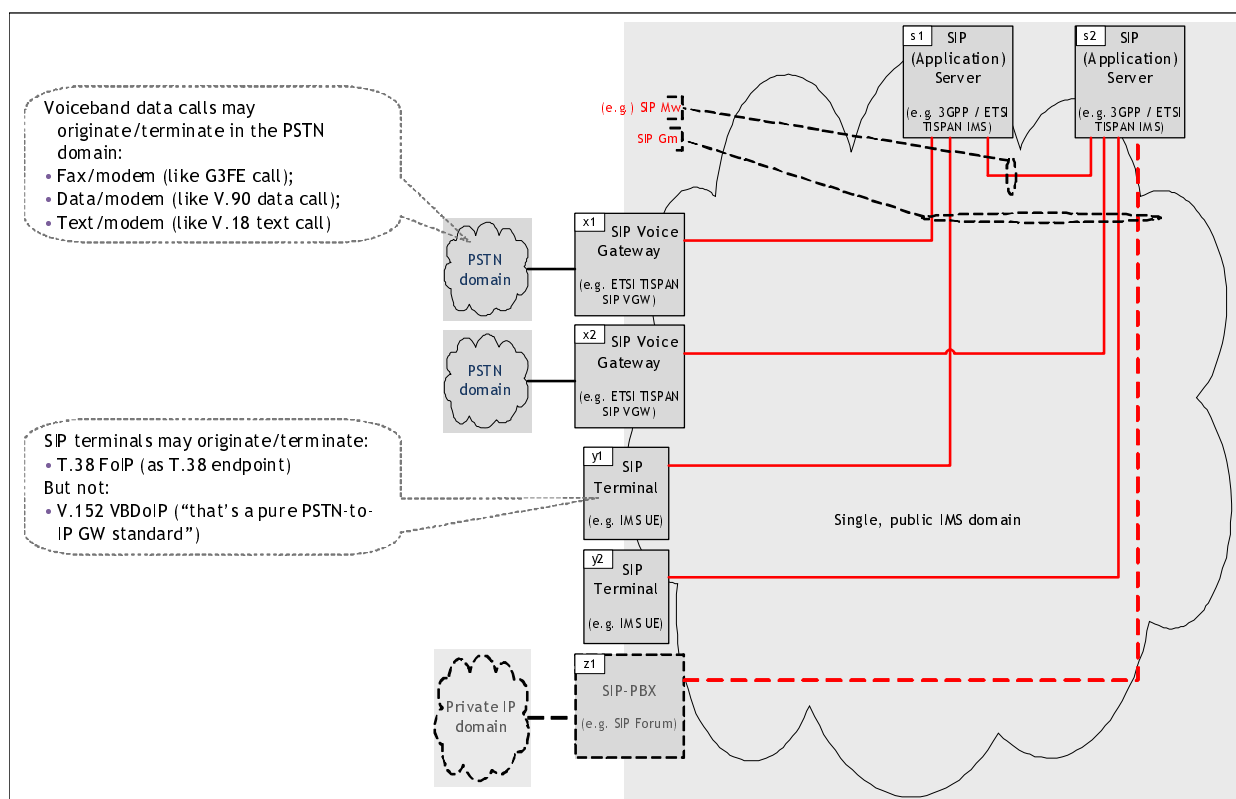 s1
SIP
(Application)
Server
(e.g. 3GPP / ETSI
TISPAN IMS)
s2
SIP
(Application)
Server
(e.g. 3GPP / ETSI
TISPAN IMS)
(e.g.) SIP Mw
SIP Gm
Voiceband data calls may
originate/terminate in the PSTN
domain:
• Fax/modem (like G3FE call);
• Data/modem (like V.90 data call);
• Text/modem (like V.18 text call)
PSTN
domain
x1
SIP Voice
Gateway
(e.g. ETSI TISPAN
SIP VGW)
PSTN
domain
x2
SIP Voice
Gateway
(e.g. ETSI TISPAN
SIP VGW)
SIP terminals may originate/terminate:
• T.38 FoIP (as T.38 endpoint)
But not:
• V.152 VBDoIP (“that’s a pure PSTN-to-
IP GW standard”)
y1
SIP
Terminal
(e.g. IMS UE)
Single, public IMS domain
y2
SIP
Terminal
(e.g. IMS UE)
Private IP
domain
z1
SIP-PBX
(e.g. SIP Forum)